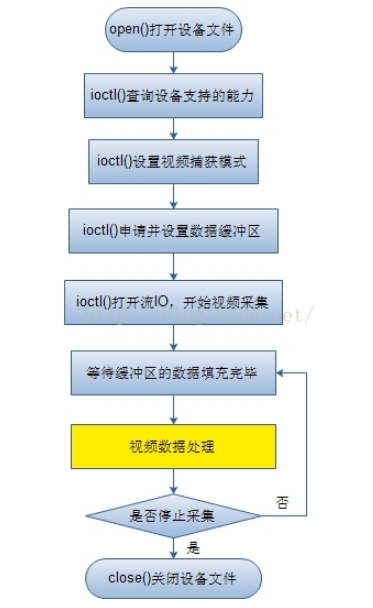 open()打开设备文件
ioctl()查询设备支持的能力
ioctl()设置视频捕获模式
ioctl()申请并设置数据缓冲区
ioctl()打开流IO，开始视频采集
等待缓冲区的数据填充完毕
视频数据处理
是否停止采集
否
是
close()关闭设备文件